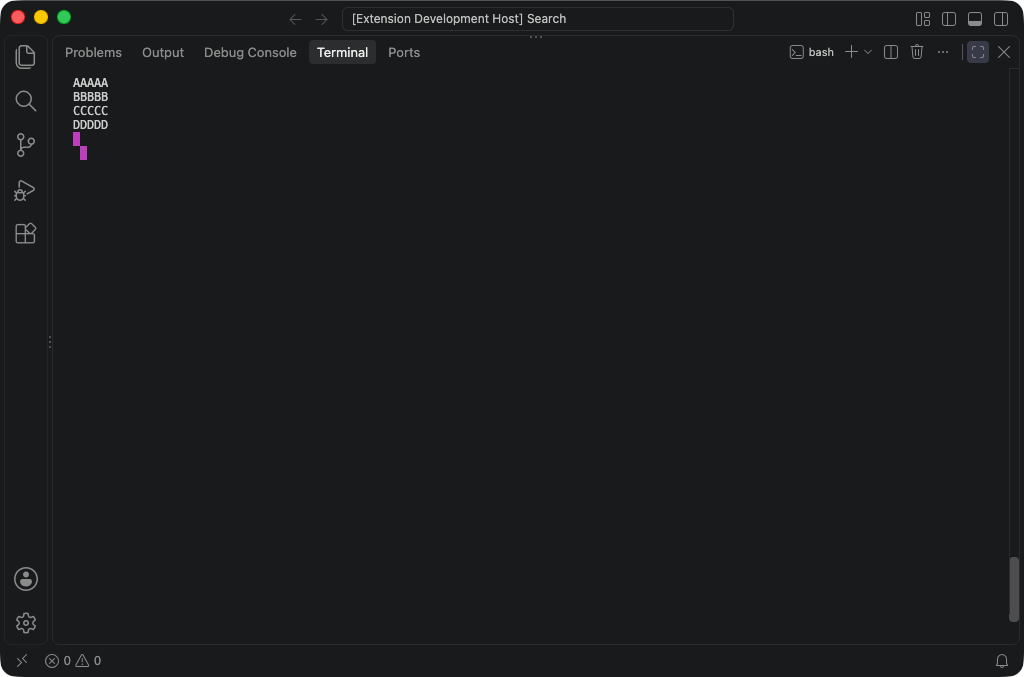 [Extension Development Host] Search
Problems Output Debug Console Terminal Ports bash
AAAAA
BBBBB
CCCCC
DDDDD
0 0